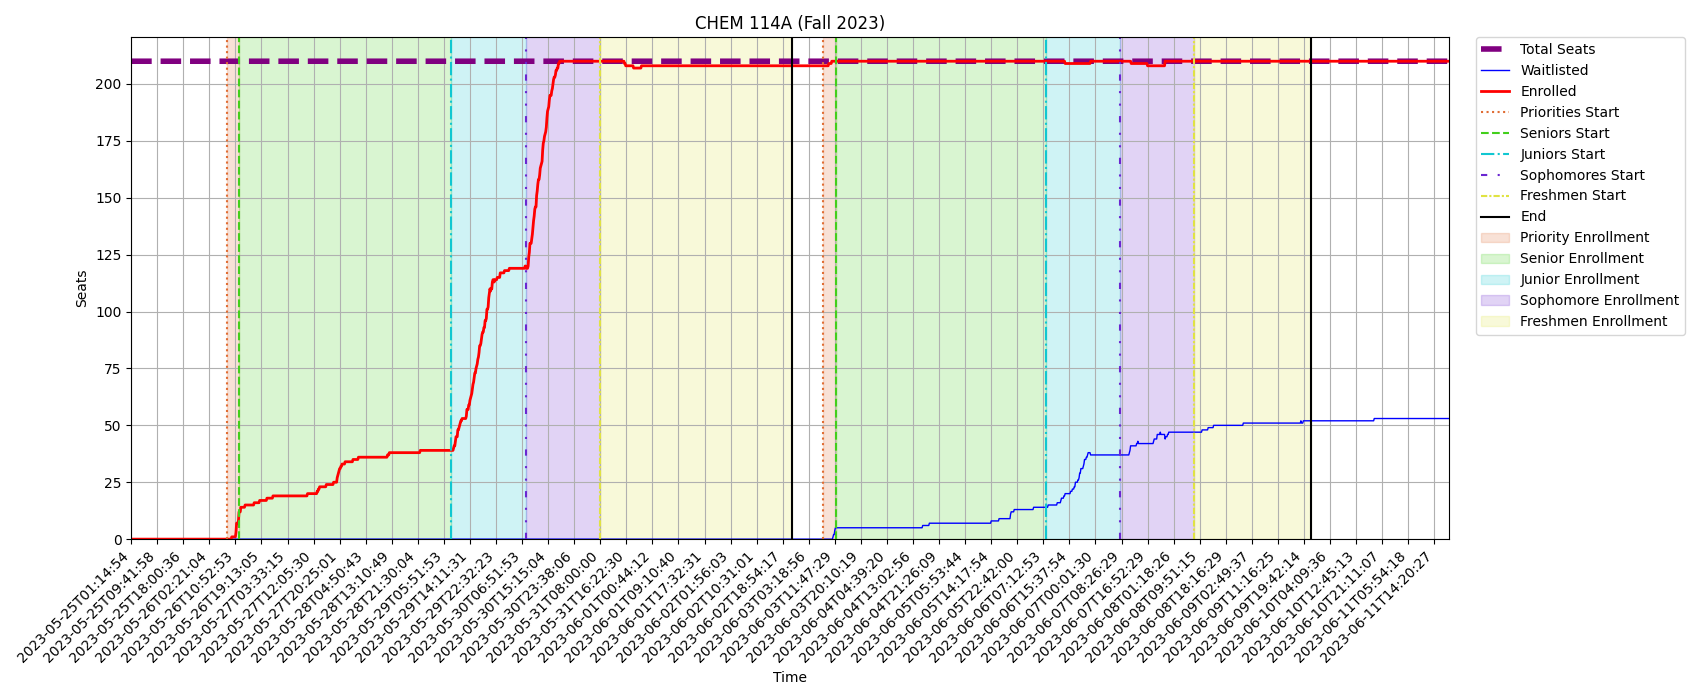 CHEM 114A (Fall 2023)
Seats
200
175
150
125
100
75
50
25
0
2023-05-25T01:14:54
2023-05-25T09:41:58
2023-05-25T18:00:36
2023-05-26T02:21:04
2023-05-26T10:52:53
2023-05-26T19:13:05
2023-05-27T03:33:15
2023-05-27T12:05:30
2023-05-27T20:25:01
2023-05-28T04:50:43
2023-05-28T13:10:49
2023-05-28T21:30:04
2023-05-29T05:51:53
2023-05-29T14:11:31
2023-05-29T22:32:23
2023-05-30T06:51:53
2023-05-30T15:15:04
2023-05-30T23:38:06
2023-05-31T08:00:00
2023-05-31T16:22:30
2023-06-01T00:44:12
2023-06-01T09:10:40
2023-06-01T17:32:31
2023-06-02T01:56:03
2023-06-02T10:31:01
2023-06-02T18:54:17
2023-06-03T03:18:56
2023-06-03T11:47:29
2023-06-03T20:10:19
2023-06-04T04:39:20
2023-06-04T13:02:56
2023-06-04T21:26:09
2023-06-05T05:53:44
2023-06-05T14:17:54
2023-06-05T22:42:00
2023-06-06T07:12:53
2023-06-06T15:37:54
2023-06-07T00:01:30
2023-06-07T08:26:29
2023-06-07T16:52:29
2023-06-08T01:18:26
2023-06-08T09:51:15
2023-06-08T18:16:29
2023-06-09T02:49:37
2023-06-09T11:16:25
2023-06-09T19:42:14
2023-06-10T04:09:36
2023-06-10T12:45:13
2023-06-10T21:11:07
2023-06-11T05:54:18
2023-06-11T14:20:27
Time
Total Seats
Waitlisted
Enrolled
Priorities Start
Seniors Start
Juniors Start
Sophomores Start
Freshmen Start
End
Priority Enrollment
Senior Enrollment
Junior Enrollment
Sophomore Enrollment
Freshmen Enrollment